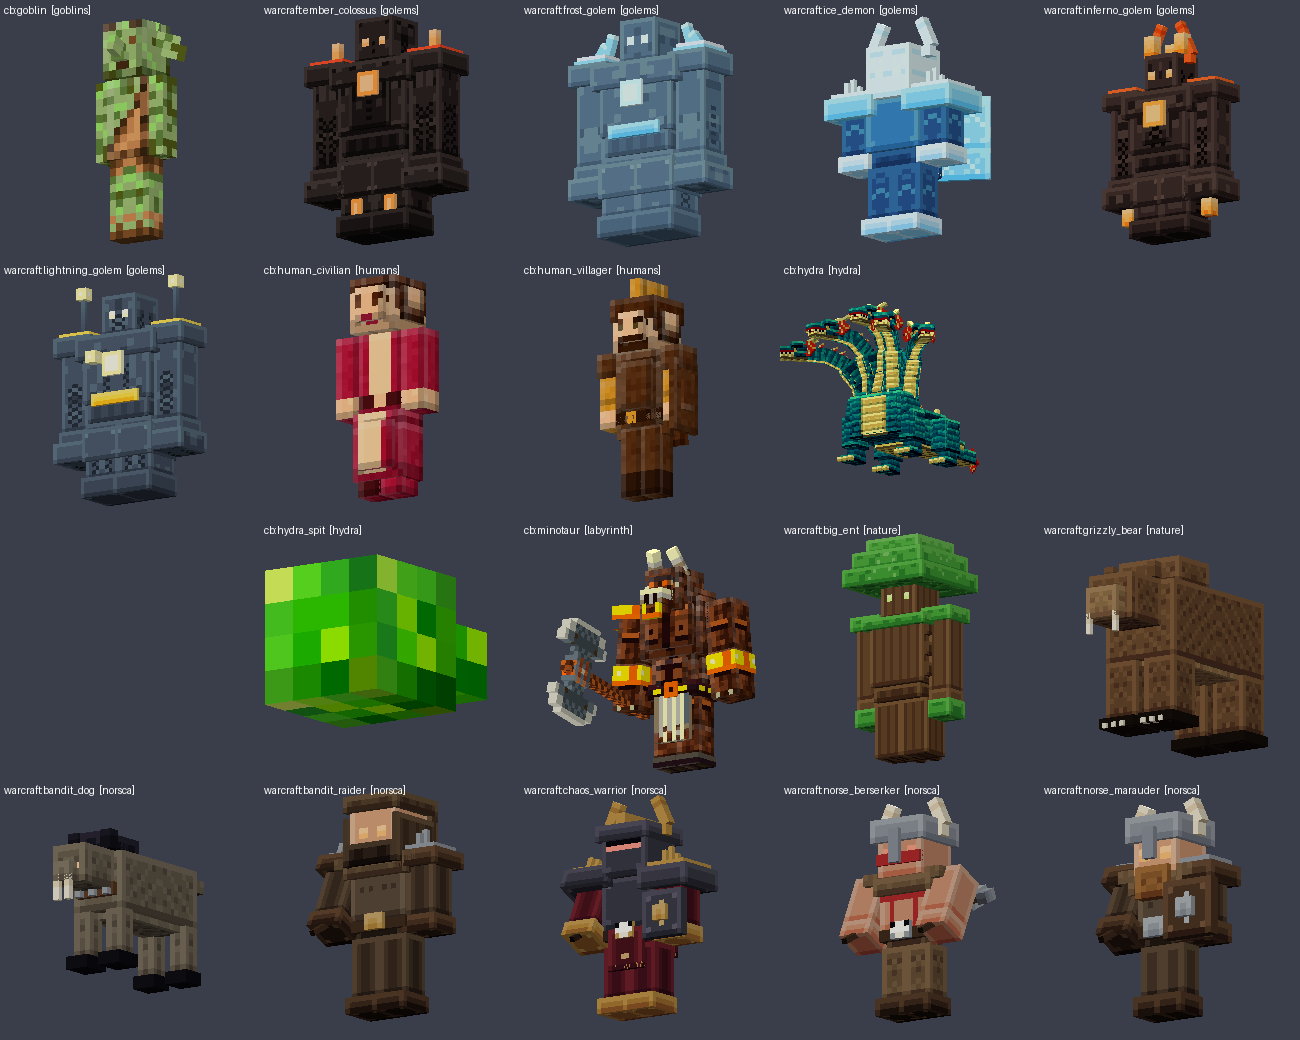 cb:goblin [goblins]
warcraft:ember_colossus [golems]
warcraft:frost_golem [golems]
warcraft:ice_demon [golems]
warcraft:inferno_golem [golems]
warcraft:lightning_golem [golems]
cb:human_civilian [humans]
cb:human_villager [humans]
cb:hydra [hydra]
cb:hydra_spit [hydra]
cb:minotaur [labyrinth]
warcraft:big_ent [nature]
warcraft:grizzly_bear [nature]
warcraft:bandit_dog [norsca]
warcraft:bandit_raider [norsca]
warcraft:chaos_warrior [norsca]
warcraft:norse_berserker [norsca]
warcraft:norse_marauder [norsca]